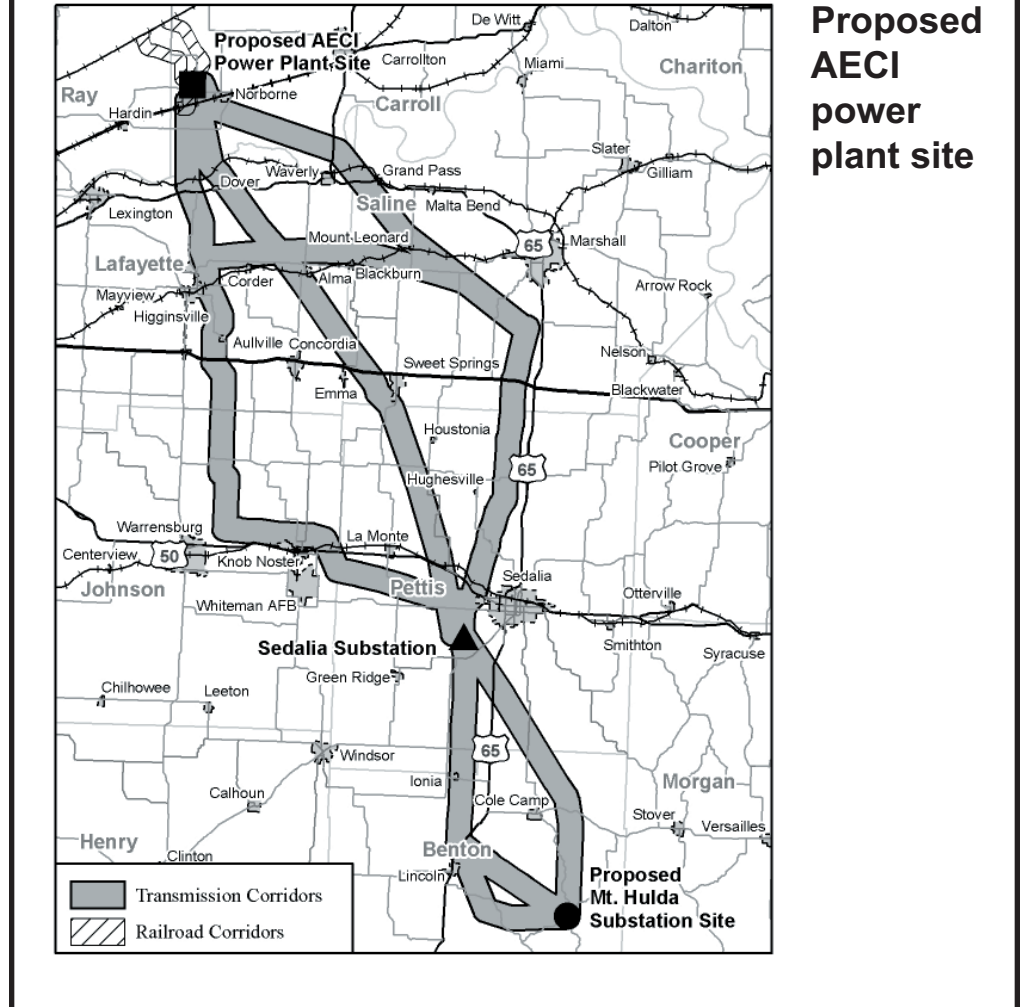 Proposed
AECI
power
plant site
De Witt
Dalton
Proposed AECI
Power Plant Site
Carrollton
Miami
Chariton
Ray
Norborne
Carroll
Hardin
Slater
Waverly
Grand Pass
Gilliam
Dover
Saline
Malta Bend
Lexington
Mount Leonard
65
Marshall
Lafayette
Corder
Alma
Blackburn
Mayview
Arrow Rock
Higginsville
Aullville
Concordia
Nelson
Sweet Springs
Emma
Blackwater
Houstonia
Cooper
Pilot Grove
65
Hughesville
Warrensburg
La Monte
Centerview
50
Knob Noster
Johnson
Pettis
Sedalia
Whiteman AFB
Otterville
Sedalia Substation
Smithton
Syracuse
Green Ridge
Chilhowee
Leeton
65
Windsor
Ionia
Morgan
Calhoun
Cole Camp
Stover
Versailles
Henry
Benton
Clinton
Lincoln
Proposed
Mt. Hulda
Substation Site
Transmission Corridors
Railroad Corridors